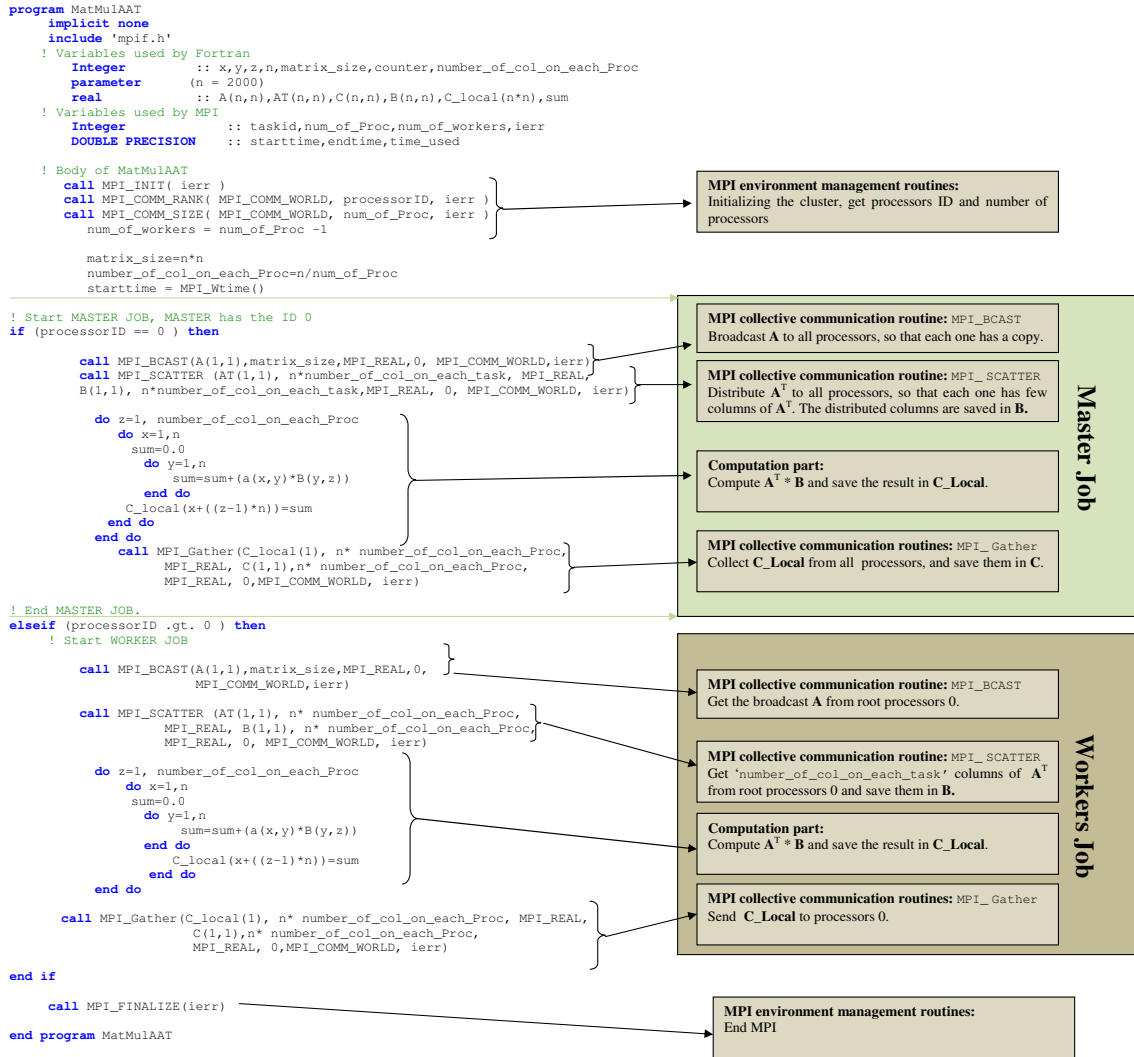 program MatMulAAT
implicit none
include 'mpif.h'
! Variables used by Fortran
Integer :: x,y,z,n,matrix_size,counter,number_of_col_on_each_Proc
parameter (n = 2000)
real :: A(n,n),AT(n,n),C(n,n),B(n,n),C_local(n*n),sum
! Variables used by MPI
Integer :: taskid,num_of_Proc,num_of_workers,ierr
DOUBLE PRECISION :: starttime,endtime,time_used
! Body of MatMulAAT
call MPI_INIT( ierr )
call MPI_COMM_RANK( MPI_COMM_WORLD, processorID, ierr )
call MPI_COMM_SIZE( MPI_COMM_WORLD, num_of_Proc, ierr )
num_of_workers = num_of_Proc -1
MPI environment management routines:
Initializing the cluster, get processors ID and number of
processors
matrix_size=n*n
number_of_col_on_each_Proc=n/num_of_Proc
starttime = MPI_Wtime()
! Start MASTER JOB, MASTER has the ID 0
if (processorID == 0 ) then
call MPI_BCAST(A(1,1),matrix_size,MPI_REAL,0, MPI_COMM_WORLD,ierr)
call MPI_SCATTER (AT(1,1), n*number_of_col_on_each_task, MPI_REAL,
B(1,1), n*number_of_col_on_each_task,MPI_REAL, 0, MPI_COMM_WORLD, ierr)
do z=1, number_of_col_on_each_Proc
do x=1,n
sum=0.0
do y=1,n
sum=sum+(a(x,y)*B(y,z))
end do
C_local(x+((z-1)*n))=sum
end do
end do
call MPI_Gather(C_local(1), n* number_of_col_on_each_Proc,
MPI_REAL, C(1,1),n* number_of_col_on_each_Proc,
MPI_REAL, 0,MPI_COMM_WORLD, ierr)
! End MASTER JOB.
MPI collective communication routine: MPI_BCAST
Broadcast A to all processors, so that each one has a copy.
MPI collective communication routine: MPI_ SCATTER
Distribute A^T to all processors, so that each one has few
columns of A^T. The distributed columns are saved in B.
Computation part:
Compute A^T * B and save the result in C_Local.
MPI collective communication routines: MPI_ Gather
Collect C_Local from all processors, and save them in C.
Master Job
elseif (processorID .gt. 0 ) then
! Start WORKER JOB
call MPI_BCAST(A(1,1),matrix_size,MPI_REAL,0,
MPI_COMM_WORLD,ierr)
call MPI_SCATTER (AT(1,1), n* number_of_col_on_each_Proc,
MPI_REAL, B(1,1), n* number_of_col_on_each_Proc,
MPI_REAL, 0, MPI_COMM_WORLD, ierr)
do z=1, number_of_col_on_each_Proc
do x=1,n
sum=0.0
do y=1,n
sum=sum+(a(x,y)*B(y,z))
end do
C_local(x+((z-1)*n))=sum
end do
end do
call MPI_Gather(C_local(1), n* number_of_col_on_each_Proc, MPI_REAL,
C(1,1),n* number_of_col_on_each_Proc,
MPI_REAL, 0,MPI_COMM_WORLD, ierr)
MPI collective communication routine: MPI_BCAST
Get the broadcast A from root processors 0.
MPI collective communication routine: MPI_ SCATTER
Get 'number_of_col_on_each_task' columns of A^T
from root processors 0 and save them in B.
Computation part:
Compute A^T * B and save the result in C_Local.
MPI collective communication routines: MPI_ Gather
Send C_Local to processors 0.
Workers Job
end if
call MPI_FINALIZE(ierr)
MPI environment management routines:
End MPI
end program MatMulAAT